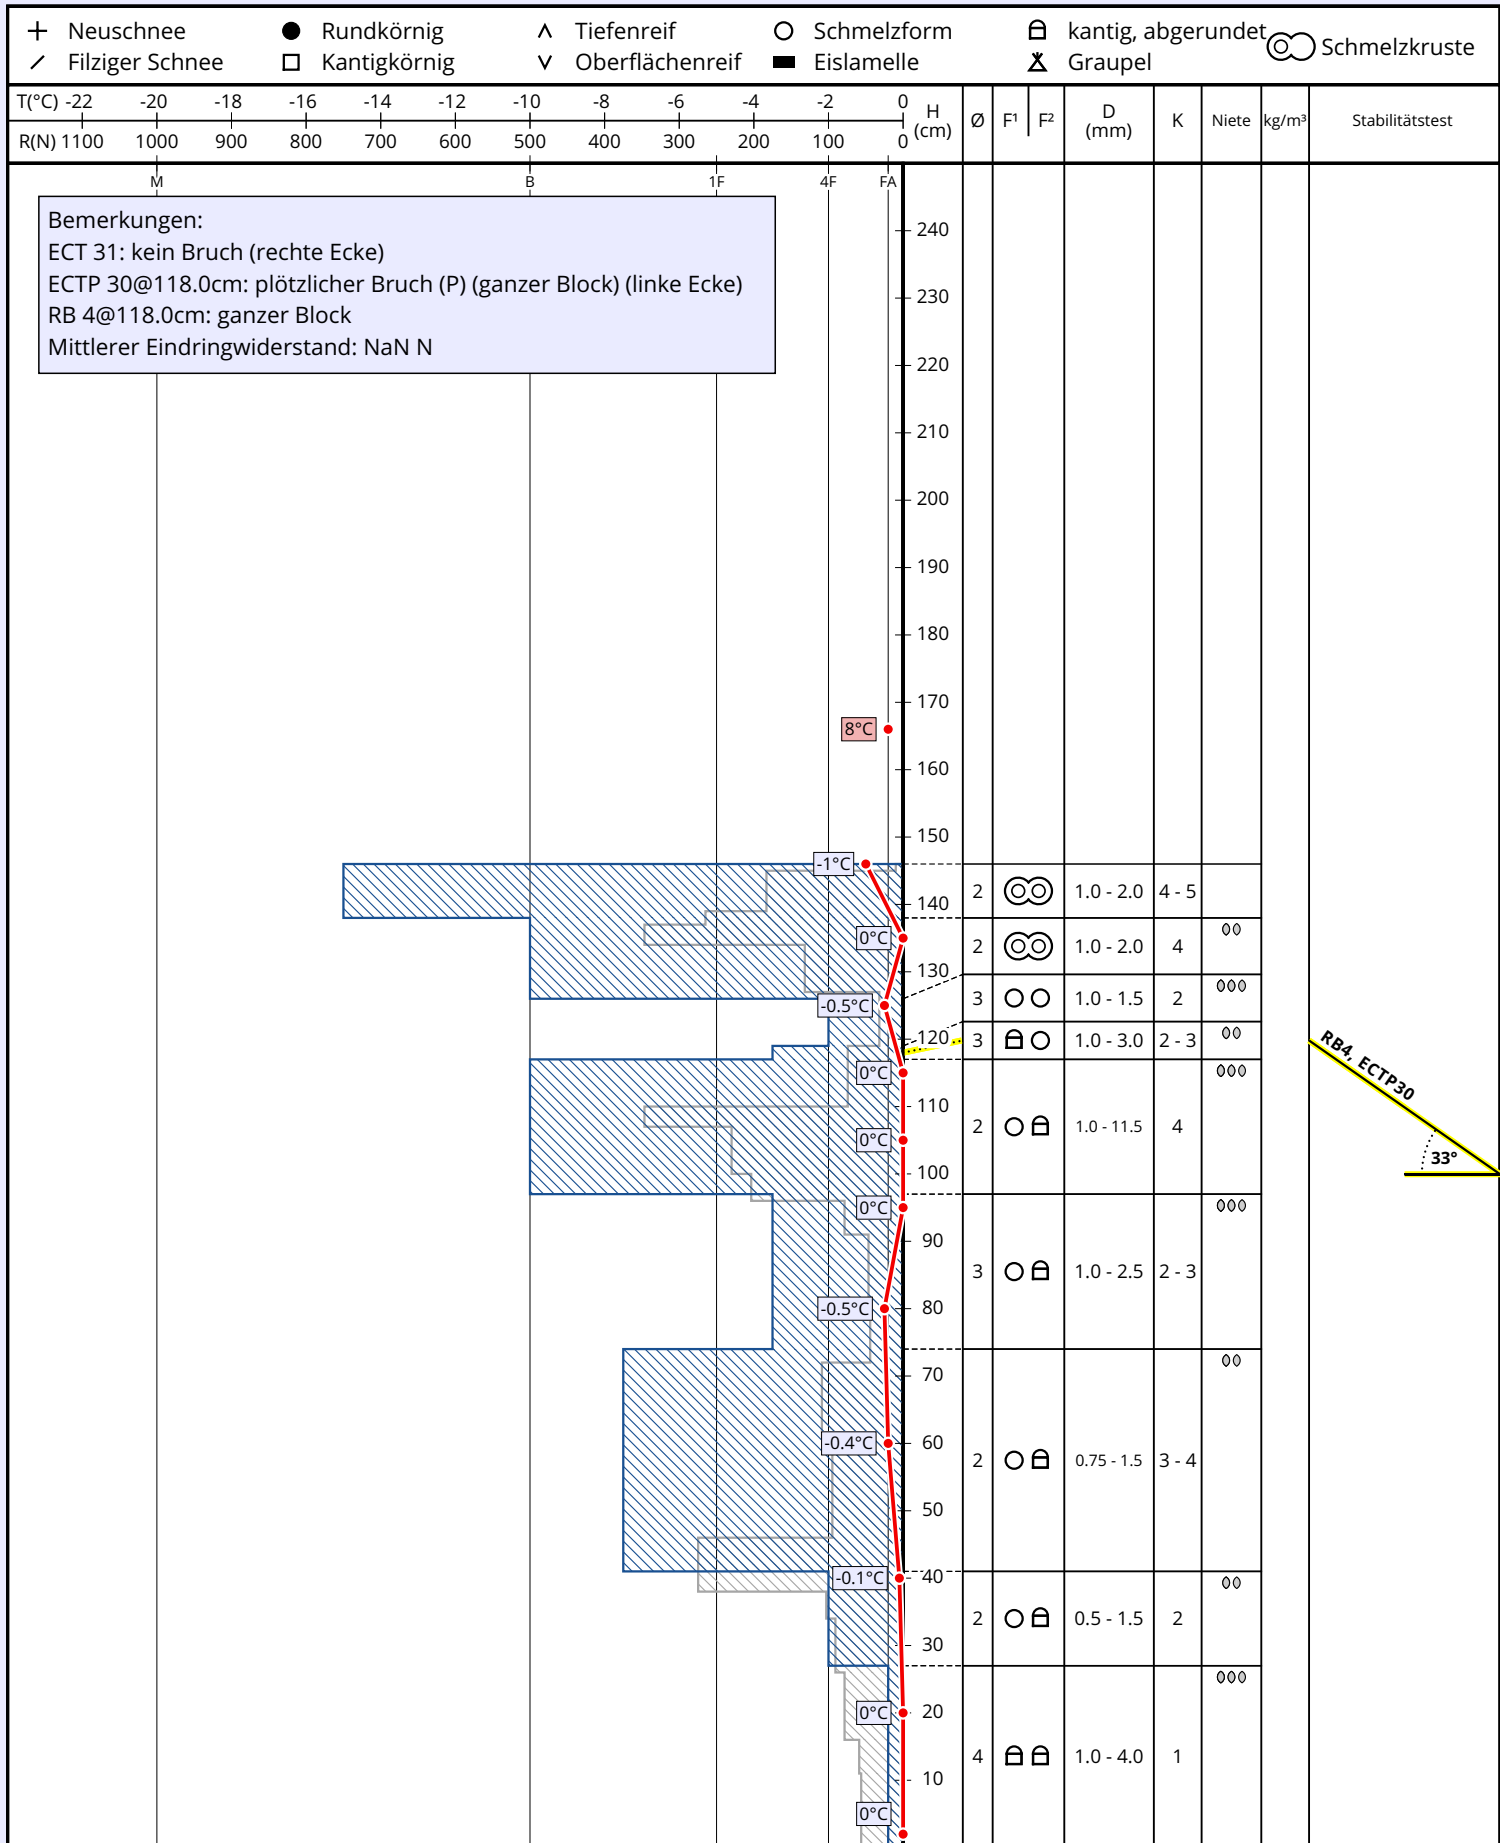 Neuschnee Rundkörnig Tiefenreif Schmelzform kantig, abgerundet Schmelzkruste
Filziger Schnee Kantigkörnig Oberflächenreif Eislamelle Graupel
T(°C) -22 -20 -18 -16 -14 -12 -10 -8 -6 -4 -2 0
R(N) 1100 1000 900 800 700 600 500 400 300 200 100 0
H (cm) Ø F¹ F² D (mm) K Niete kg/m³ Stabilitätstest
M B 1F 4F FA
Bemerkungen:
ECT 31: kein Bruch (rechte Ecke)
ECTP 30@118.0cm: plötzlicher Bruch (P) (ganzer Block) (linke Ecke)
RB 4@118.0cm: ganzer Block
Mittlerer Eindringwiderstand: NaN N
240
230
220
210
200
190
180
170
8°C
160
150
-1°C
2 1.0 - 2.0 4 - 5
140
0°C
2 1.0 - 2.0 4
130
-0.5°C
3 1.0 - 1.5 2
120
3 1.0 - 3.0 2 - 3
RB4, ECTP30
0°C
110
2 1.0 - 11.5 4
0°C
33°
100
0°C
90
3 1.0 - 2.5 2 - 3
-0.5°C 80
70
-0.4°C 60
2 0.75 - 1.5 3 - 4
50
-0.1°C 40
2 0.5 - 1.5 2
30
0°C 20
4 1.0 - 4.0 1
10
0°C